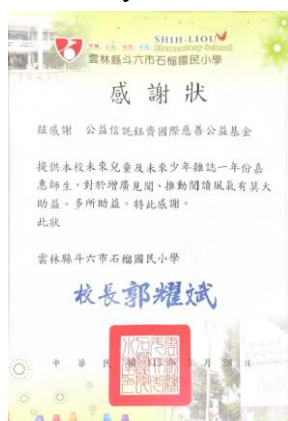 SHIH-LIOU
Elementary School
雲林縣斗六市石榴國民小學
感謝狀
茲感謝 公益信託鈺齊國際慈善公益基金
提供本校未來兒童及未來少年雜誌一年份嘉
惠師生,對於增廣見聞、推動閱讀風氣有莫大
助益。多所助益。特此感謝。
此狀
雲林縣斗六市石榴國民小學
校長郭耀斌
中華民國 月 28 日